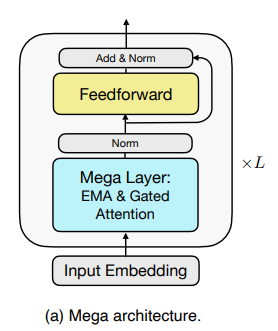 Add & Norm
Feedforward
Norm
Mega Layer:
EMA & Gated
Attention
× L
Input Embedding
(a) Mega architecture.